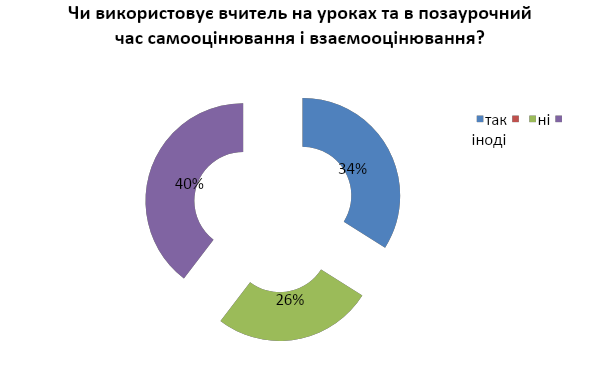 Чи використовує вчитель на уроках та в позаурочний
час самооцінювання і взаємооцінювання?
так ні
іноді
34%
40%
26%